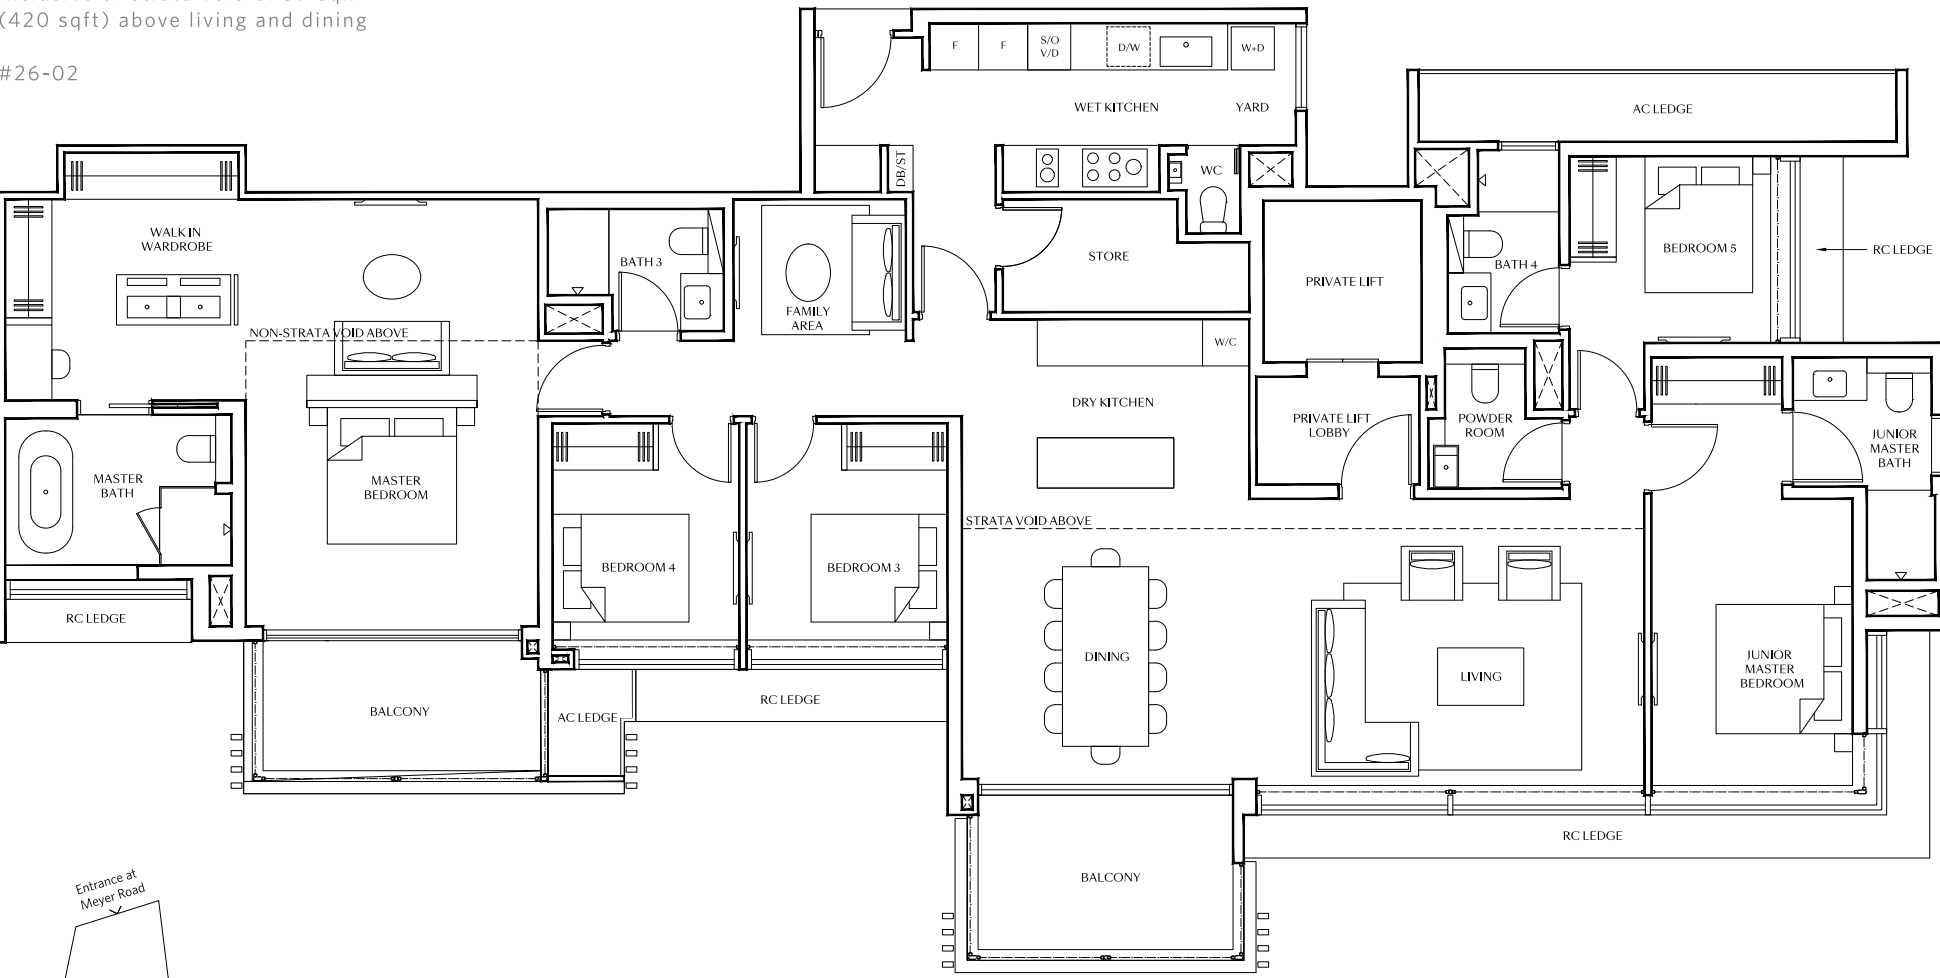 (420 sqft) above living and dining
#26-02
F
F
S/O
V/D
D/W
W+D
WET KITCHEN
YARD
AC LEDGE
DB/ST
WC
WALK IN
WARDROBE
BATH 3
FAMILY
AREA
STORE
PRIVATE LIFT
BATH 4
BEDROOM 5
RC LEDGE
NON-STRATA VOID ABOVE
W/C
DRY KITCHEN
PRIVATE LIFT
LOBBY
POWDER
ROOM
JUNIOR
MASTER
BATH
MASTER
BATH
MASTER
BEDROOM
STRATA VOID ABOVE
BEDROOM 4
BEDROOM 3
RC LEDGE
DINING
LIVING
JUNIOR
MASTER
BEDROOM
BALCONY
AC LEDGE
RC LEDGE
RC LEDGE
BALCONY
Entrance at
Meyer Road